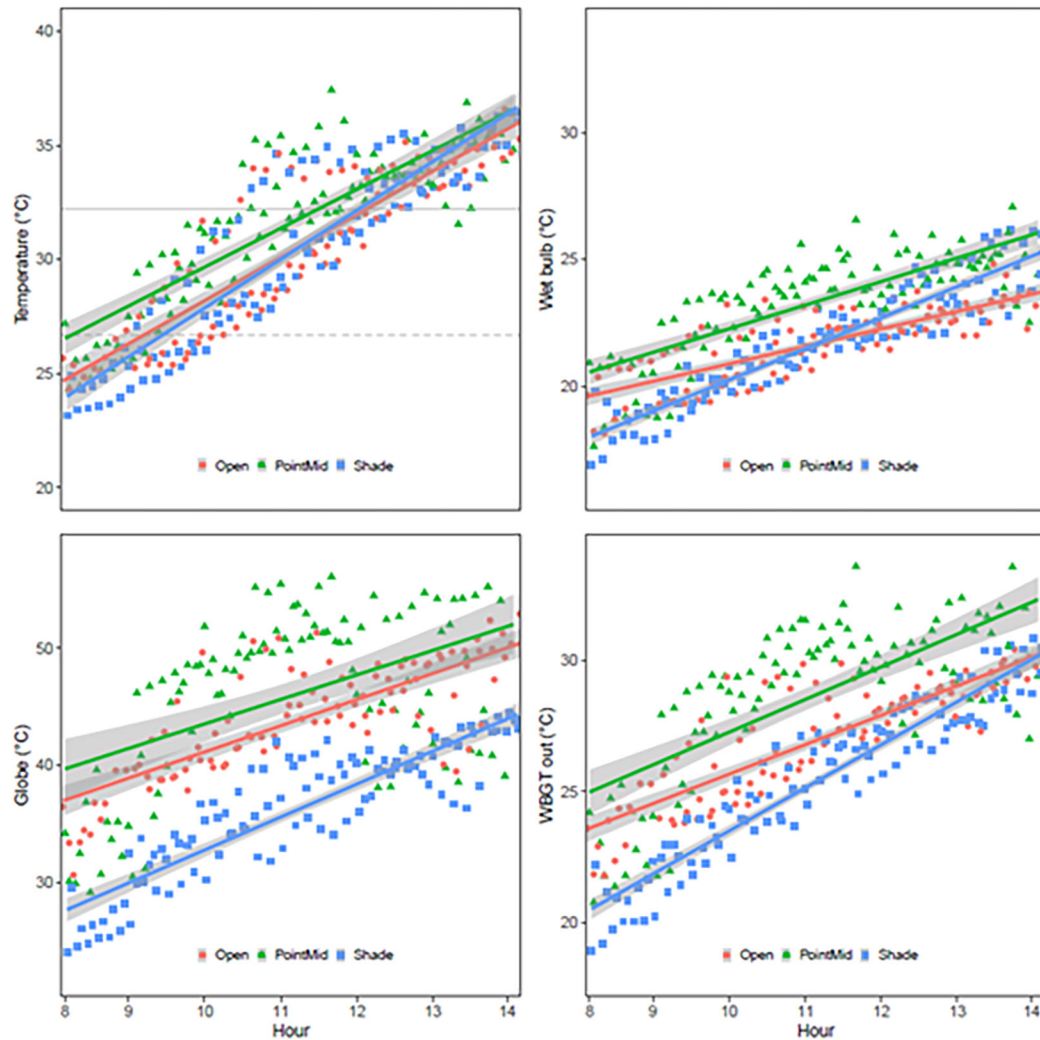 Temperature (°C)
40
35
30
25
20
Open PointMid Shade
Wet bulb (°C)
30
25
20
Open PointMid Shade
Globe (°C)
50
40
30
Open PointMid Shade
8 9 10 11 12 13 14
Hour
WBGT out (°C)
30
25
20
Open PointMid Shade
8 9 10 11 12 13 14
Hour